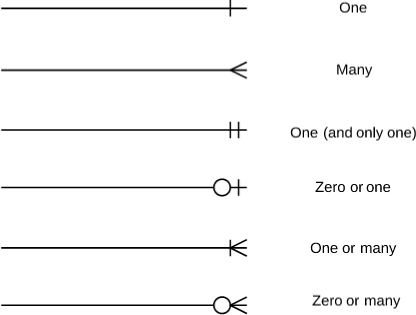 One
Many
One (and only one)
Zero or one
One or many
Zero or many